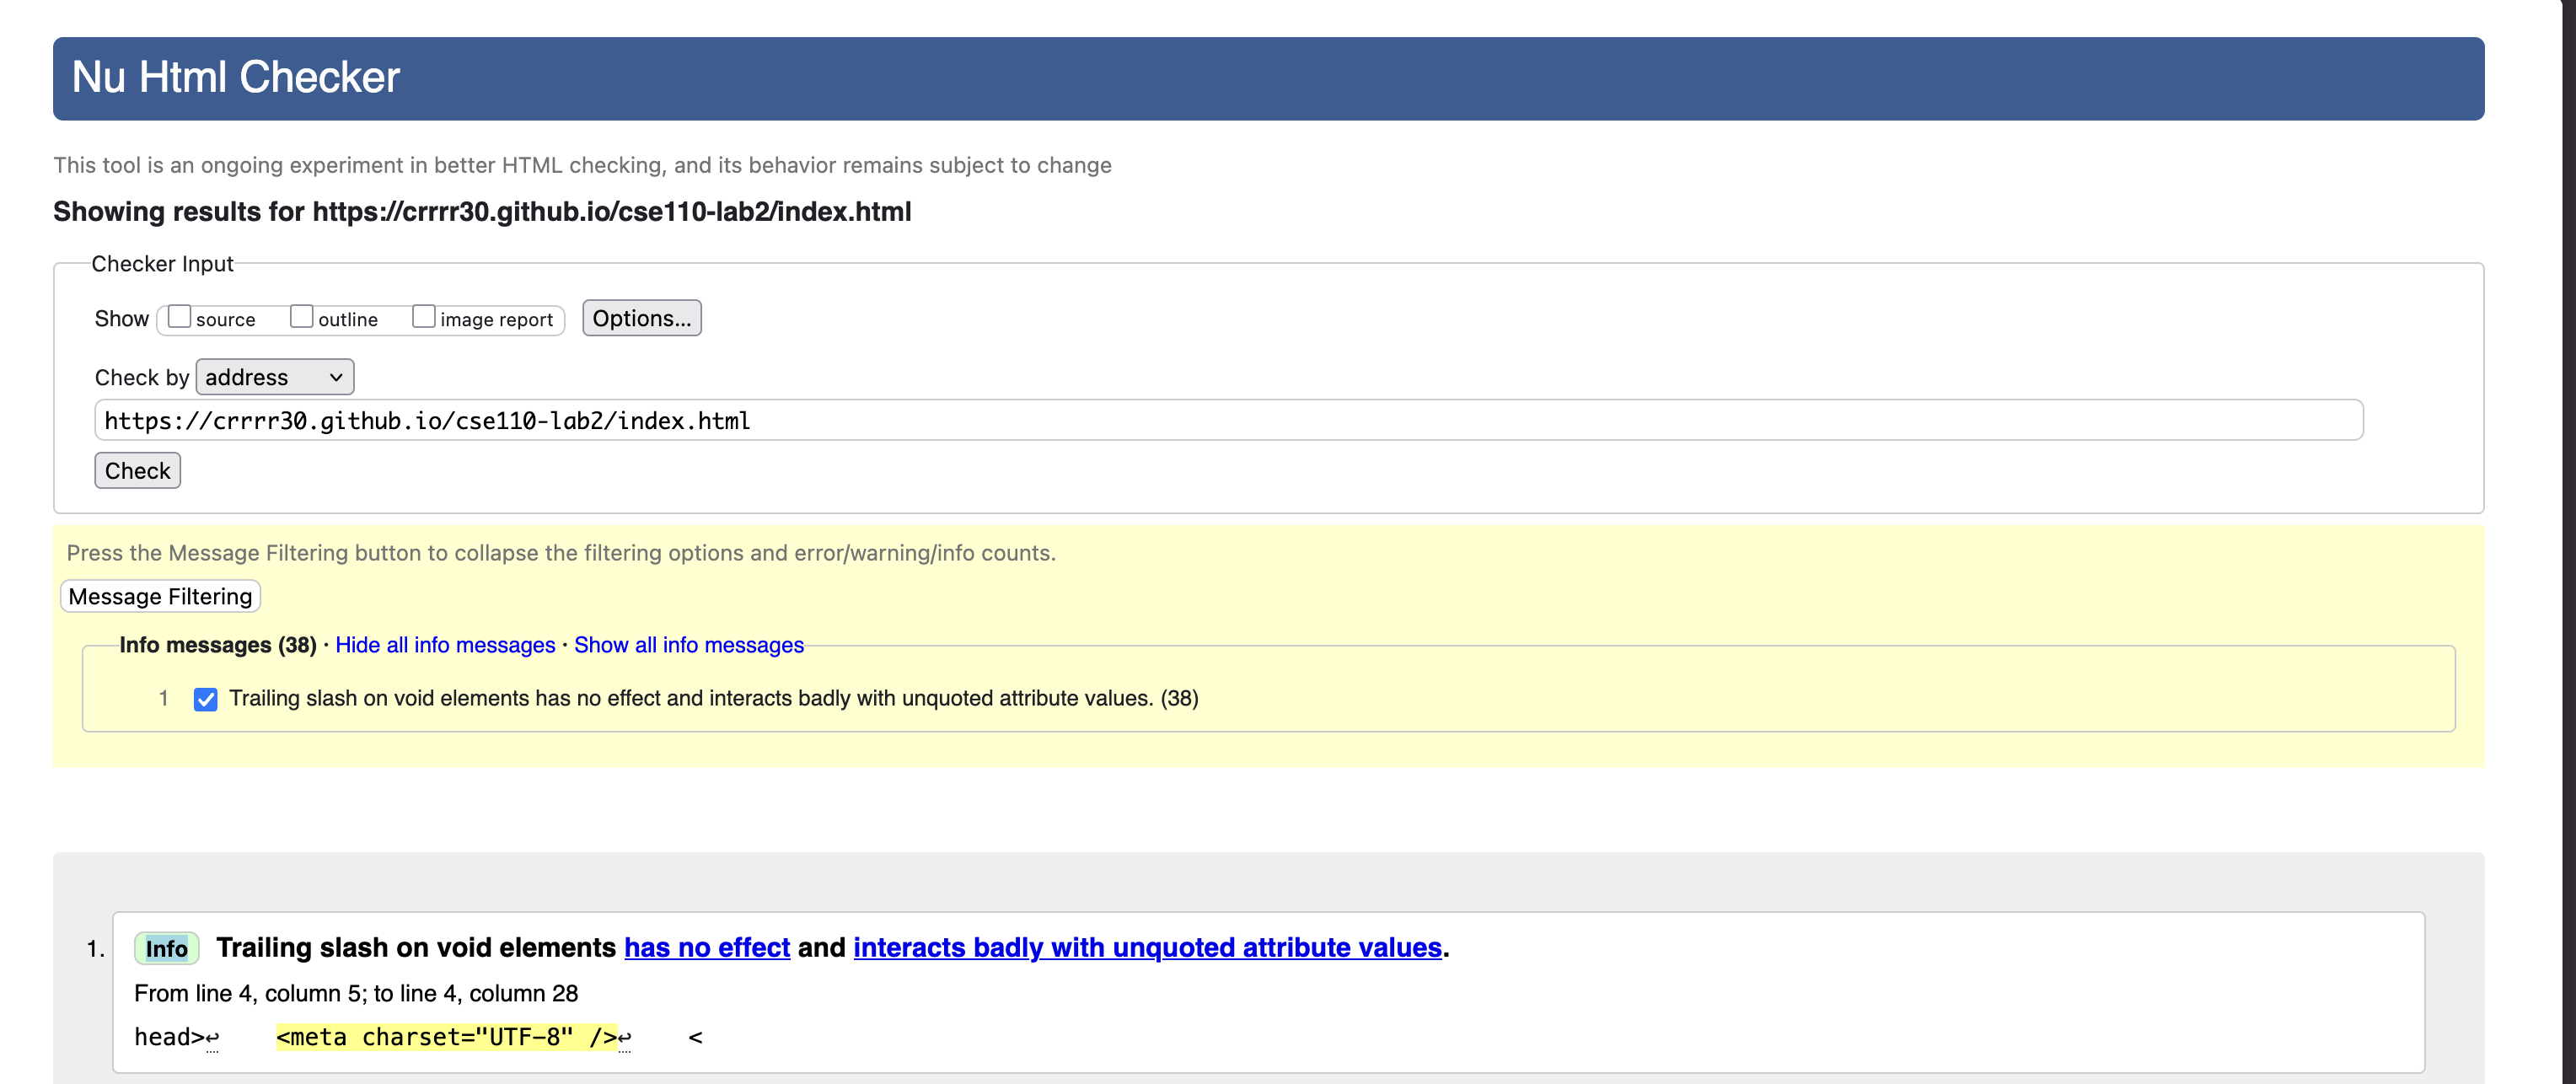 Nu Html Checker
This tool is an ongoing experiment in better HTML checking, and its behavior remains subject to change
Showing results for https://crrrr30.github.io/cse110-lab2/index.html
Checker Input
Show source outline image report Options...
Check by address
https://crrrr30.github.io/cse110-lab2/index.html
Check
Press the Message Filtering button to collapse the filtering options and error/warning/info counts.
Message Filtering
Info messages (38) · Hide all info messages · Show all info messages
1 Trailing slash on void elements has no effect and interacts badly with unquoted attribute values. (38)
1. Info Trailing slash on void elements has no effect and interacts badly with unquoted attribute values.
From line 4, column 5; to line 4, column 28
head>↩ <meta charset="UTF-8" />↩ <